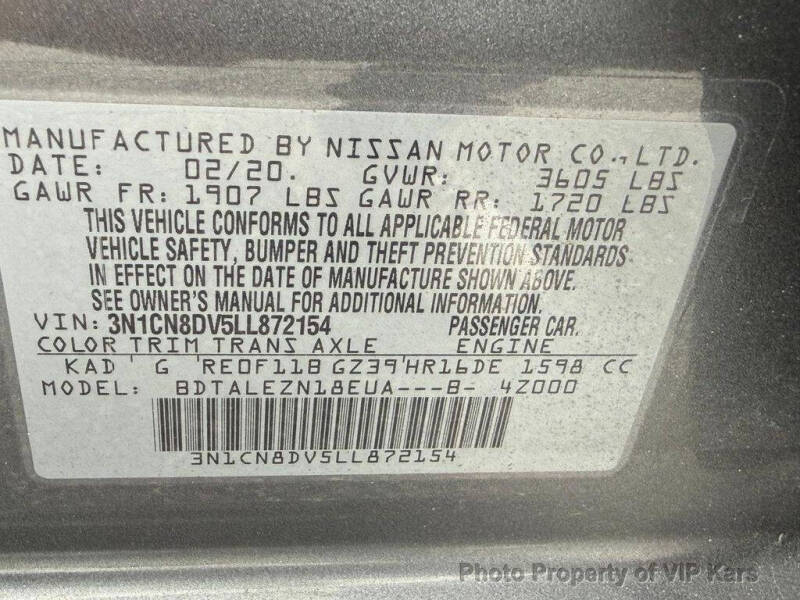 MANUFACTURED BY NISSAN MOTOR CO., LTD.
DATE: 02/20. GVWR: 3605 LBS
GAWR FR: 1907 LBS GAWR RR: 1720 LBS
THIS VEHICLE CONFORMS TO ALL APPLICABLE FEDERAL MOTOR
VEHICLE SAFETY, BUMPER AND THEFT PREVENTION STANDARDS
IN EFFECT ON THE DATE OF MANUFACTURE SHOWN ABOVE.
SEE OWNER'S MANUAL FOR ADDITIONAL INFORMATION.
VIN: 3N1CN8DV5LL872154 PASSENGER CAR.
COLOR TRIM TRANS AXLE ENGINE
KAD G RE0F11B GZ39 HR16DE 1598 CC
MODEL: BDTALEZN18EUA---B- 4Z000
3N1CN8DV5LL872154
Photo Property of VIP Kars